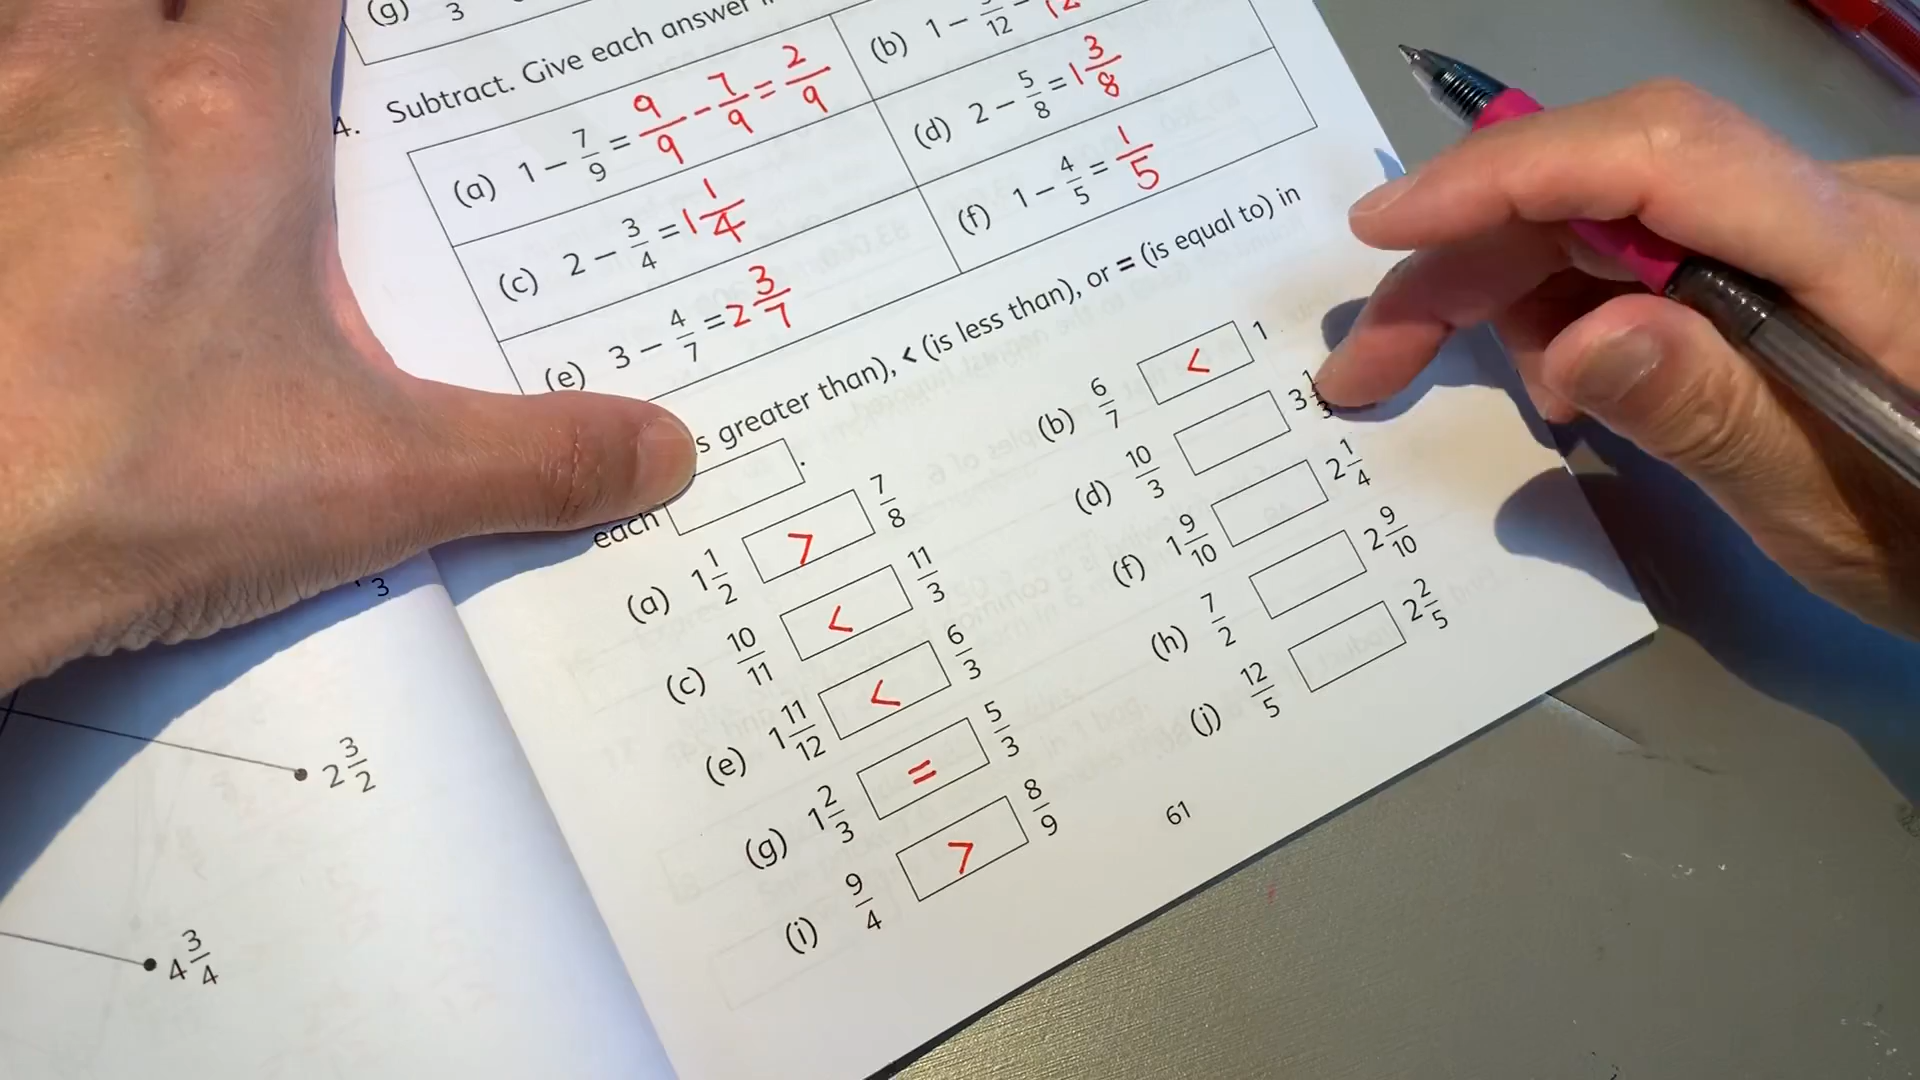 (g) 3
4. Subtract. Give each answer
(a) 1 − 7/9 = 9/9 − 7/9 = 2/9
(b) 1 − /12
(c) 2 − 3/4 = 1 1/4
(d) 2 − 5/8 = 1 3/8
(e) 3 − 4/7 = 2 3/7
(f) 1 − 4/5 = 1/5
s greater than), < (is less than), or = (is equal to) in
each .
(a) 1 1/2 > 7/8
(b) 6/7 < 1
(c) 10/11 < 11/3
(d) 10/3 3 1/3
(e) 1 11/12 < 6/3
(f) 1 9/10 2 1/4
(g) 1 2/3 = 5/3
(h) 7/2 2 9/10
(i) 9/4 > 8/9
(j) 12/5 2 2/5
61
3
2 3/2
4 3/4